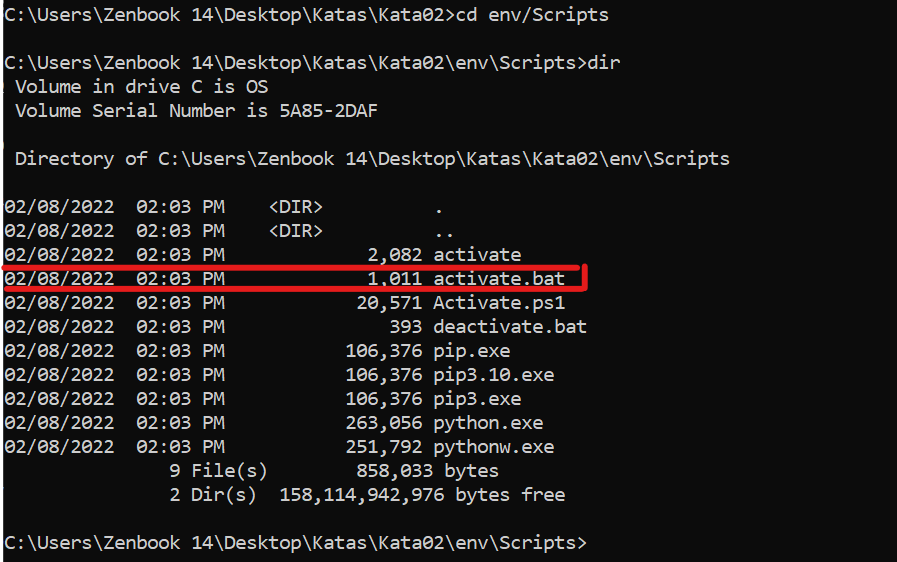 C:\Users\Zenbook 14\Desktop\Katas\Kata02>cd env/Scripts
C:\Users\Zenbook 14\Desktop\Katas\Kata02\env\Scripts>dir
Volume in drive C is OS
Volume Serial Number is 5A85-2DAF
Directory of C:\Users\Zenbook 14\Desktop\Katas\Kata02\env\Scripts
02/08/2022  02:03 PM    <DIR>          .
02/08/2022  02:03 PM    <DIR>          ..
02/08/2022  02:03 PM             2,082 activate
02/08/2022  02:03 PM             1,011 activate.bat
02/08/2022  02:03 PM            20,571 Activate.ps1
02/08/2022  02:03 PM               393 deactivate.bat
02/08/2022  02:03 PM           106,376 pip.exe
02/08/2022  02:03 PM           106,376 pip3.10.exe
02/08/2022  02:03 PM           106,376 pip3.exe
02/08/2022  02:03 PM           263,056 python.exe
02/08/2022  02:03 PM           251,792 pythonw.exe
9 File(s)        858,033 bytes
2 Dir(s)  158,114,942,976 bytes free
C:\Users\Zenbook 14\Desktop\Katas\Kata02\env\Scripts>